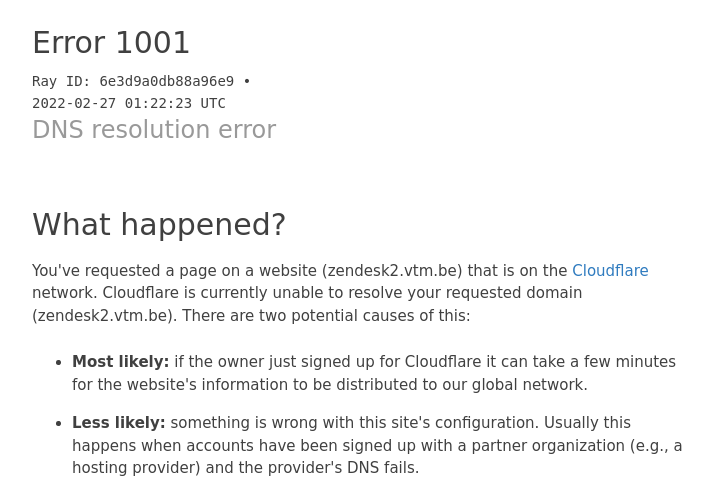 Error 1001
Ray ID: 6e3d9a0db88a96e9 •
2022-02-27 01:22:23 UTC
DNS resolution error
What happened?
You've requested a page on a website (zendesk2.vtm.be) that is on the Cloudflare
network. Cloudflare is currently unable to resolve your requested domain
(zendesk2.vtm.be). There are two potential causes of this:
• Most likely: if the owner just signed up for Cloudflare it can take a few minutes
for the website's information to be distributed to our global network.
• Less likely: something is wrong with this site's configuration. Usually this
happens when accounts have been signed up with a partner organization (e.g., a
hosting provider) and the provider's DNS fails.